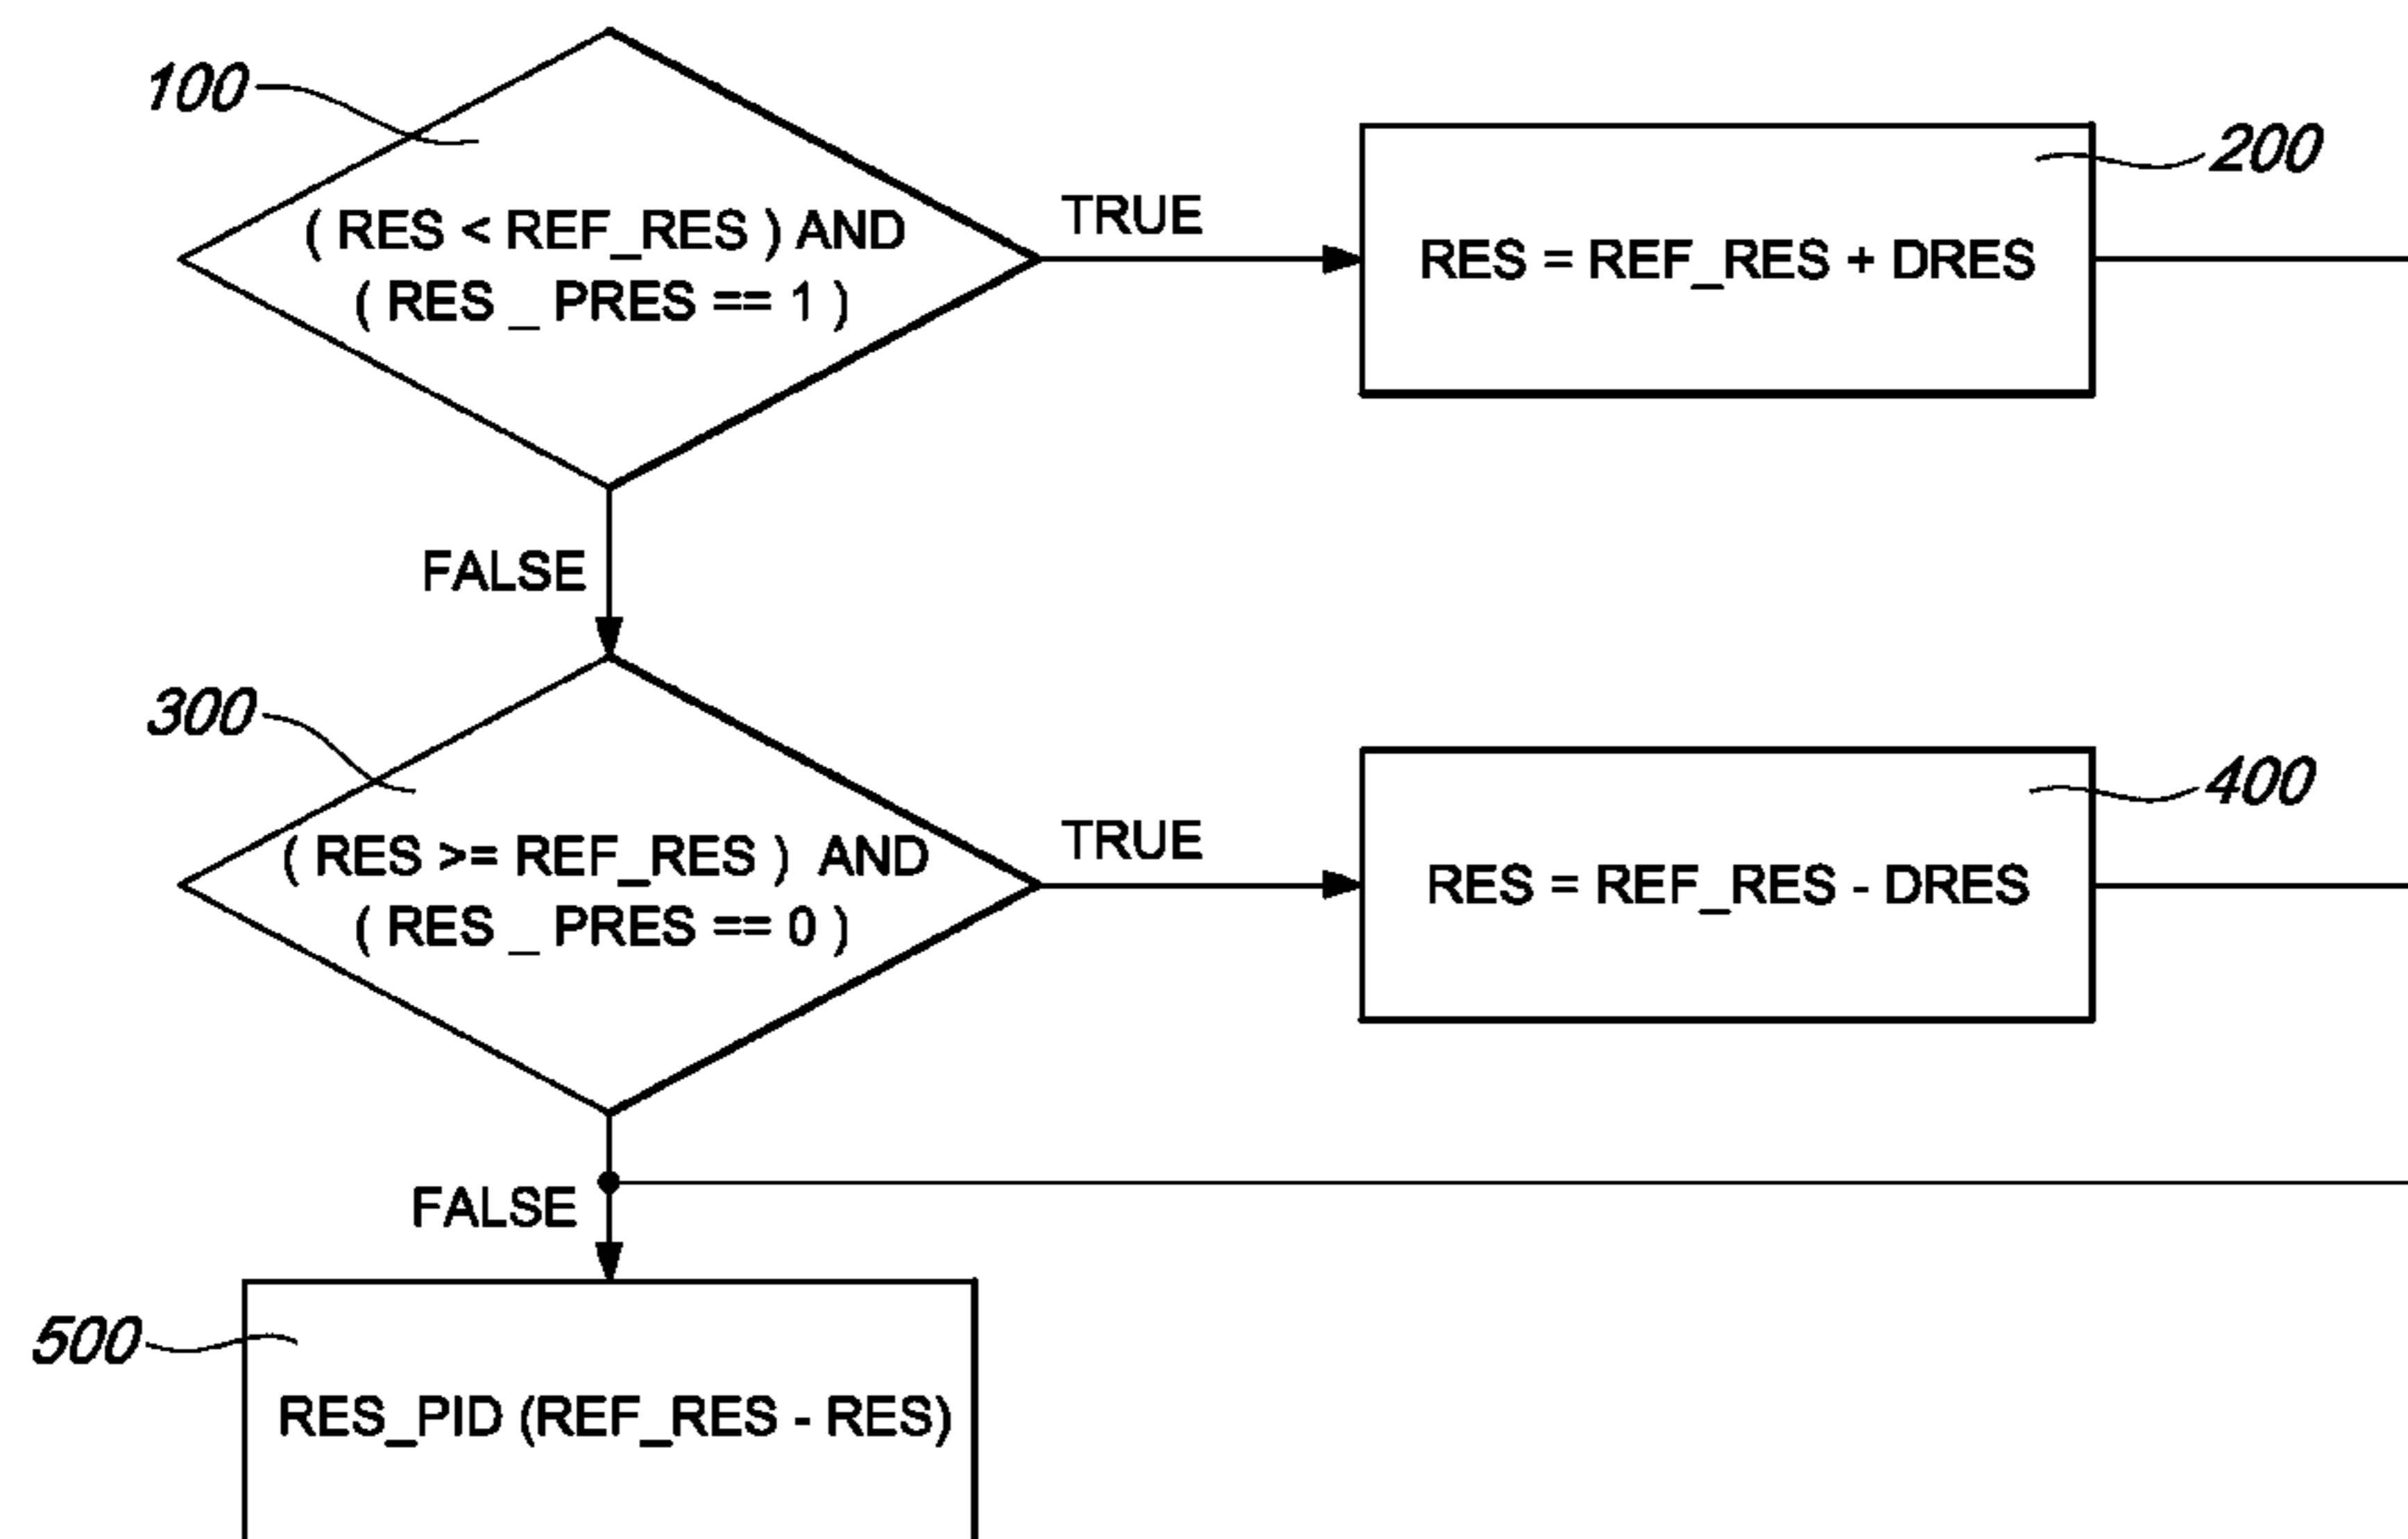 100
( RES < REF_RES ) AND
( RES _ PRES == 1 )
TRUE
RES = REF_RES + DRES
200
FALSE
300
( RES >= REF_RES ) AND
( RES _ PRES == 0 )
TRUE
RES = REF_RES - DRES
400
FALSE
500
RES_PID (REF_RES - RES)